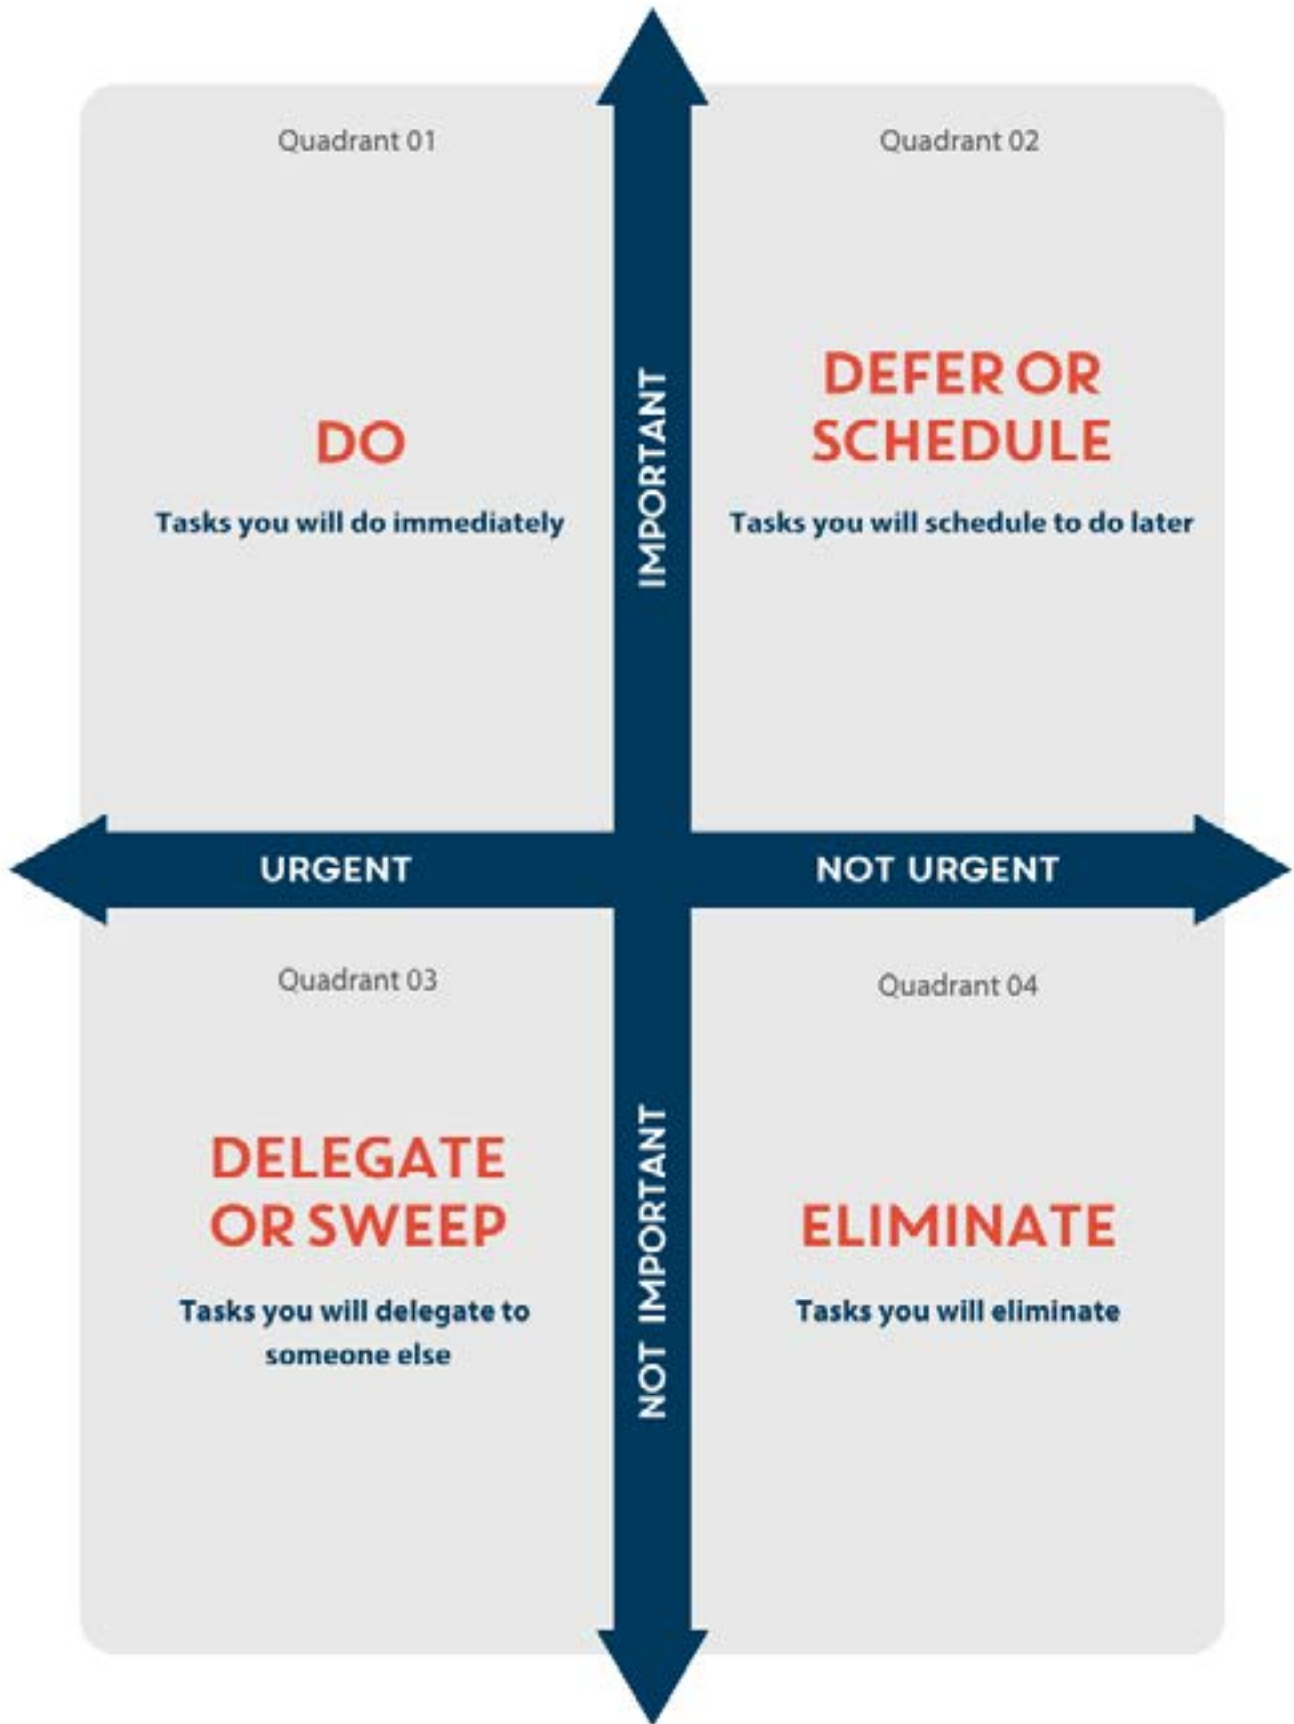 Quadrant 01
Quadrant 02
DO
Tasks you will do immediately
IMPORTANT
DEFER OR
SCHEDULE
Tasks you will schedule to do later
URGENT
NOT URGENT
Quadrant 03
Quadrant 04
DELEGATE
OR SWEEP
Tasks you will delegate to
someone else
NOT IMPORTANT
ELIMINATE
Tasks you will eliminate